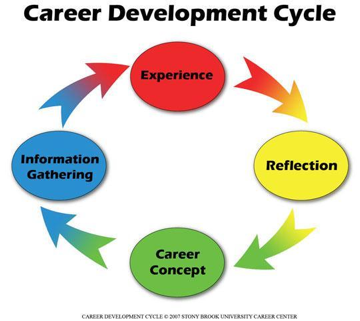 Career Development Cycle
Experience
Reflection
Career
Concept
Information
Gathering
CAREER DEVELOPMENT CYCLE © 2007 STONY BROOK UNIVERSITY CAREER CENTER